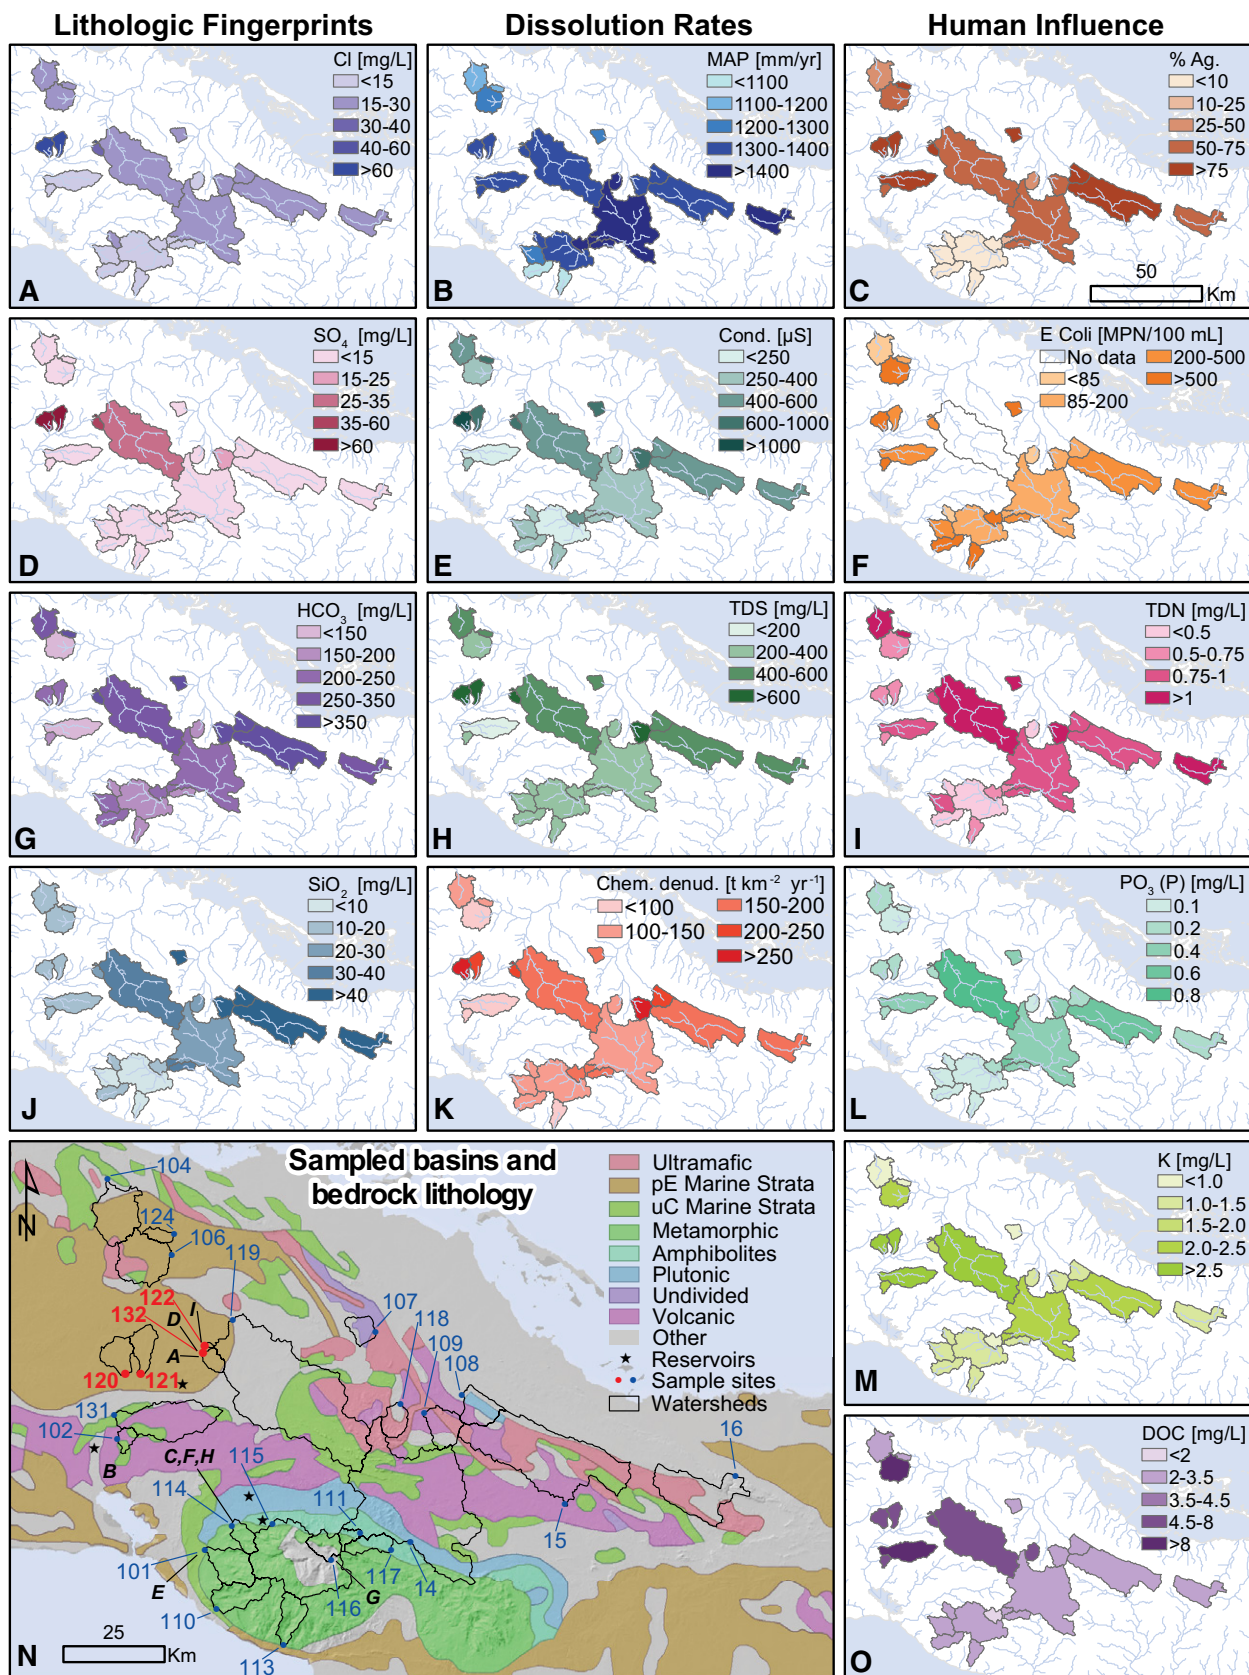 Lithologic Fingerprints
Dissolution Rates
Human Influence
Cl [mg/L]
<15
15-30
30-40
40-60
>60
A
MAP [mm/yr]
<1100
1100-1200
1200-1300
1300-1400
>1400
B
% Ag.
<10
10-25
25-50
50-75
>75
50
Km
C
SO4 [mg/L]
<15
15-25
25-35
35-60
>60
D
Cond. [µS]
<250
250-400
400-600
600-1000
>1000
E
E Coli [MPN/100 mL]
No data 200-500
<85 >500
85-200
F
HCO3 [mg/L]
<150
150-200
200-250
250-350
>350
G
TDS [mg/L]
<200
200-400
400-600
>600
H
TDN [mg/L]
<0.5
0.5-0.75
0.75-1
>1
I
SiO2 [mg/L]
<10
10-20
20-30
30-40
>40
J
Chem. denud. [t km-2 yr-1]
<100 150-200
100-150 200-250
>250
K
PO3 (P) [mg/L]
0.1
0.2
0.4
0.6
0.8
L
Sampled basins and
bedrock lithology
Ultramafic
pE Marine Strata
uC Marine Strata
Metamorphic
Amphibolites
Plutonic
Undivided
Volcanic
Other
Reservoirs
Sample sites
Watersheds
N
104
124
106
119
122
132
I
D
A
120
121
107
118
109
108
131
102
B
C,F,H
115
114
111
16
15
101
E
110
116
G
117
14
113
25
Km
N
K [mg/L]
<1.0
1.0-1.5
1.5-2.0
2.0-2.5
>2.5
M
DOC [mg/L]
<2
2-3.5
3.5-4.5
4.5-8
>8
O